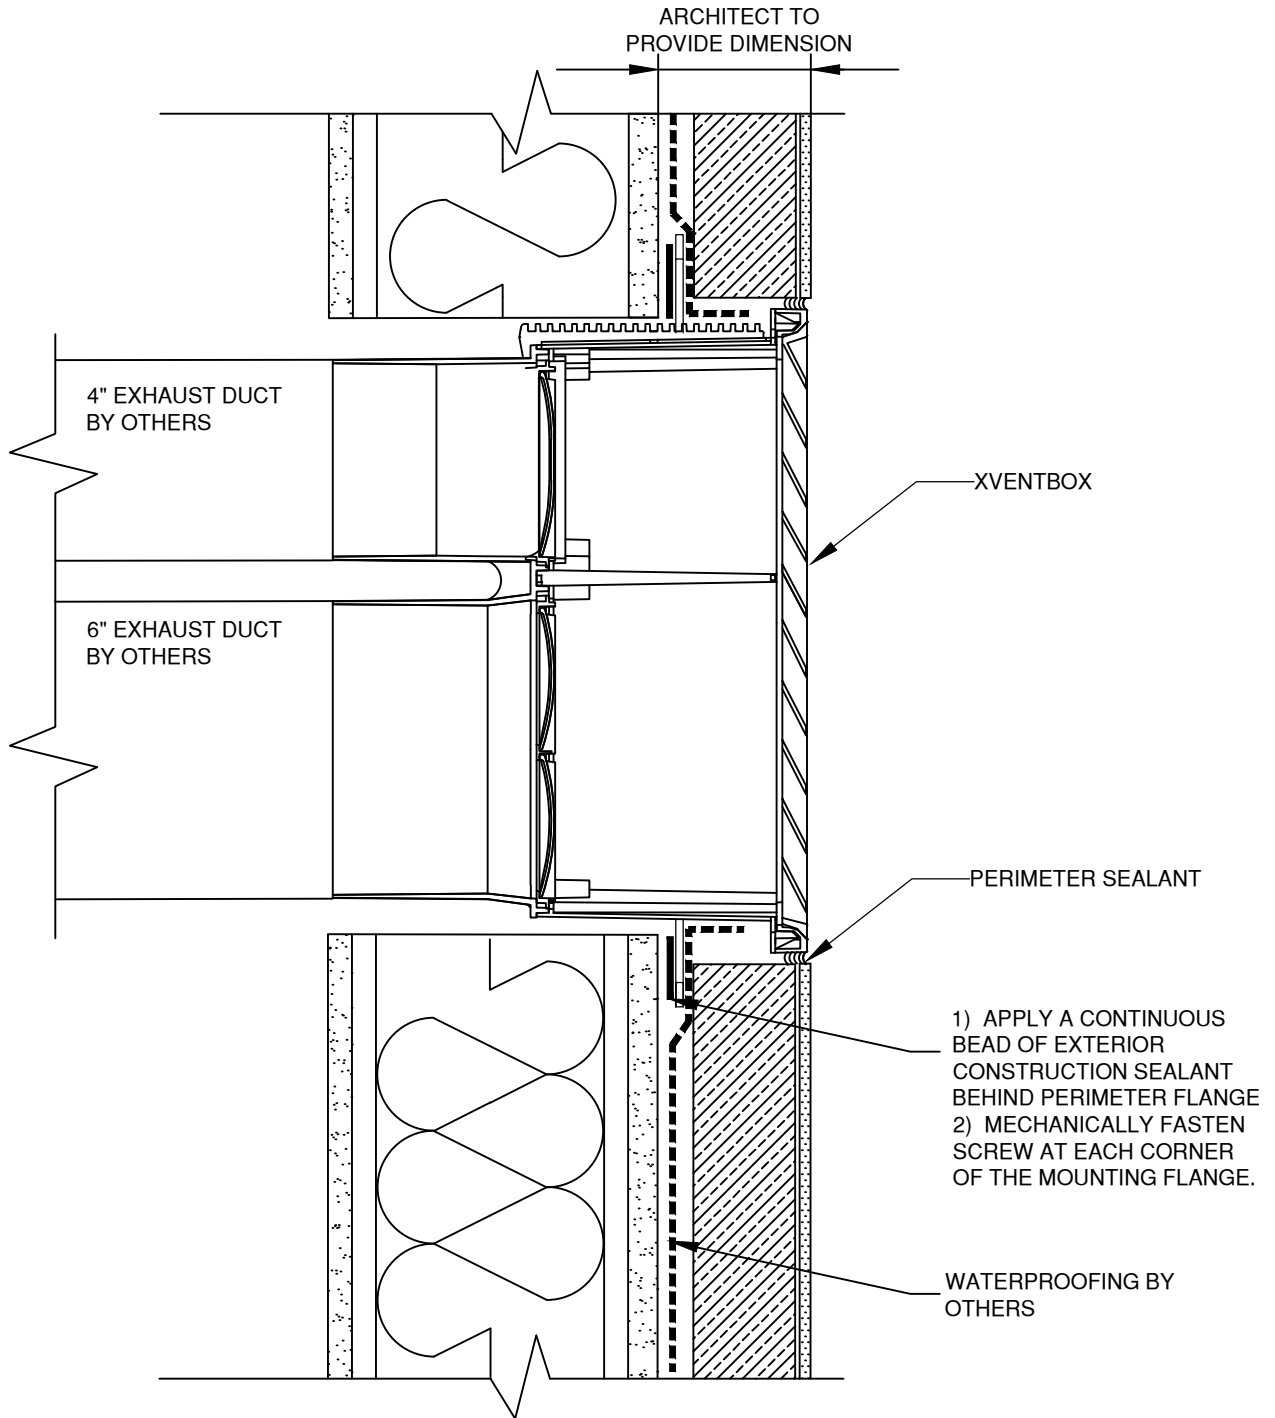 ARCHITECT TO
PROVIDE DIMENSION
4" EXHAUST DUCT
BY OTHERS
XVENTBOX
6" EXHAUST DUCT
BY OTHERS
PERIMETER SEALANT
1) APPLY A CONTINUOUS
BEAD OF EXTERIOR
CONSTRUCTION SEALANT
BEHIND PERIMETER FLANGE
2) MECHANICALLY FASTEN
SCREW AT EACH CORNER
OF THE MOUNTING FLANGE.
WATERPROOFING BY
OTHERS